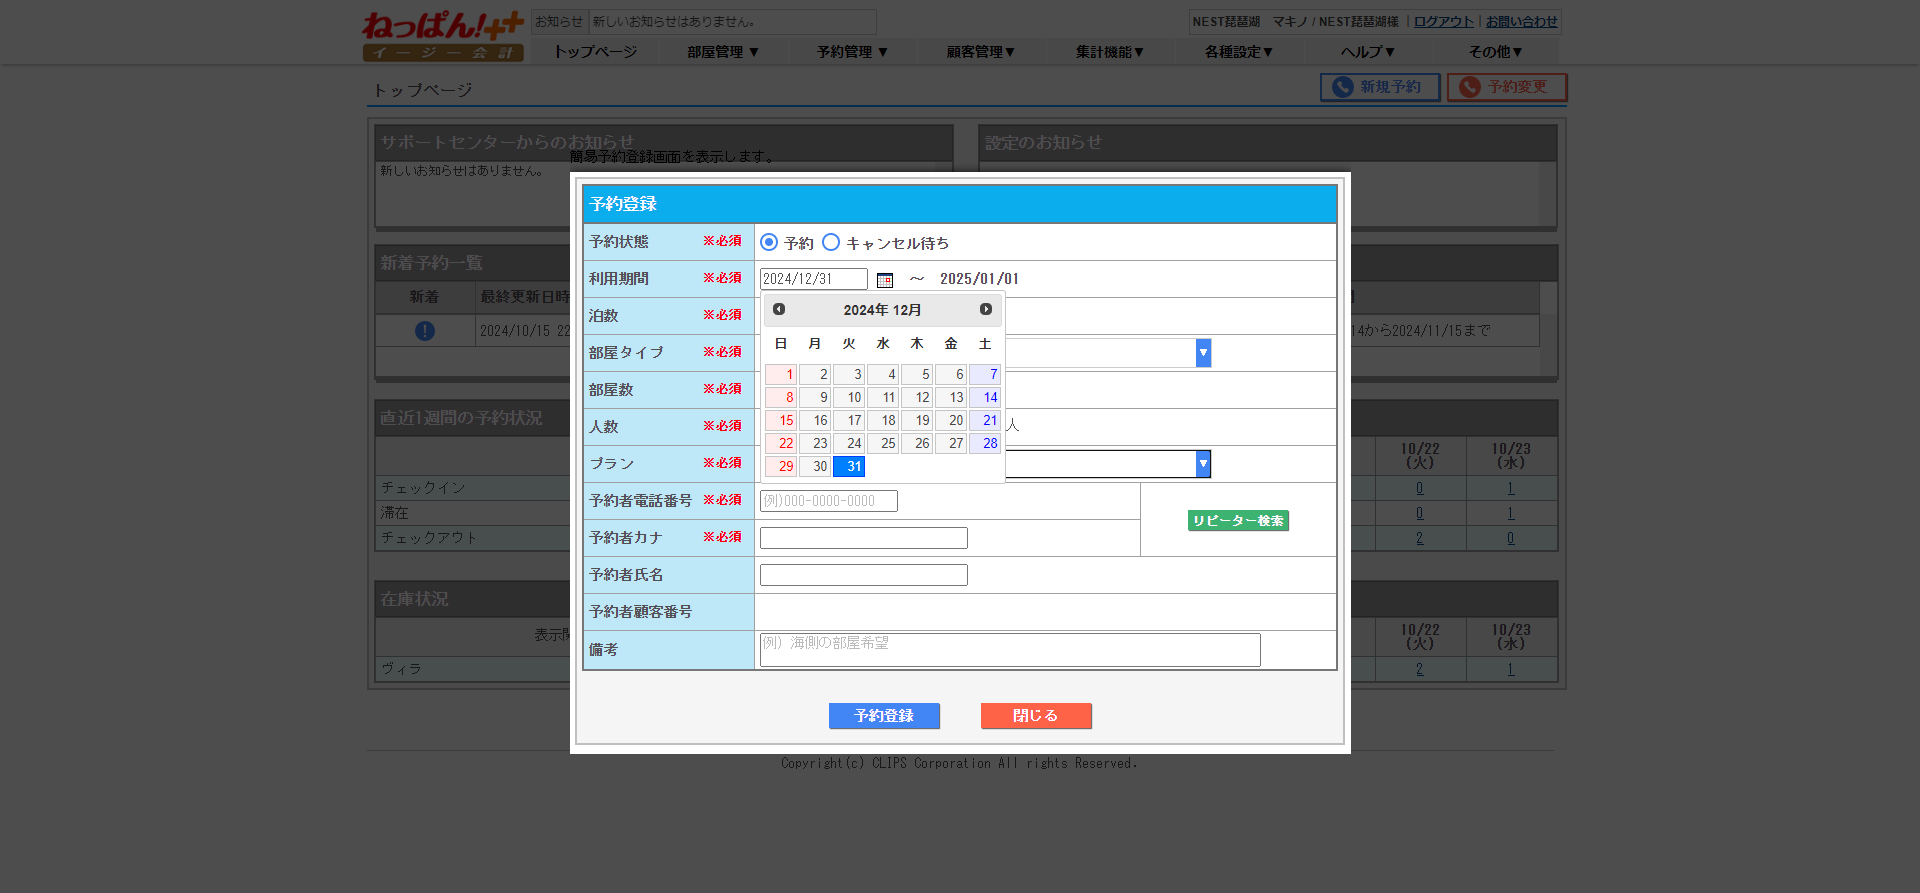 ねっぱん!++
イージー会計
お知らせ 新しいお知らせはありません。
NEST琵琶湖 マキノ / NEST琵琶湖様 | ログアウト | お問い合わせ
トップページ 部屋管理 ▼ 予約管理 ▼ 顧客管理▼ 集計機能▼ 各種設定▼ ヘルプ▼ その他▼
トップページ
新規予約 予約変更
サポートセンターからのお知らせ 設定のお知らせ
簡易予約登録画面を表示します。
新しいお知らせはありません。
新着予約一覧
新着 最終更新日時
2024/10/15 22
14から2024/11/15まで
直近1週間の予約状況
10/22
(火)
10/23
(水)
チェックイン 0 1
滞在 0 1
チェックアウト 2 0
在庫状況
10/22
(火)
10/23
(水)
ヴィラ 2 1
予約登録
予約状態 ※必須 予約 キャンセル待ち
利用期間 ※必須 2024/12/31 ～ 2025/01/01
泊数 ※必須
部屋タイプ ※必須 ▼
部屋数 ※必須
人数 ※必須 人
プラン ※必須 ▼
2024年 12月
日 月 火 水 木 金 土
1 2 3 4 5 6 7
8 9 10 11 12 13 14
15 16 17 18 19 20 21
22 23 24 25 26 27 28
29 30 31
予約者電話番号 ※必須 例)000-0000-0000
リピーター検索
予約者カナ ※必須
予約者氏名
予約者顧客番号
備考 例) 海側の部屋希望
予約登録 閉じる
Copyright(c) CLIPS Corporation All rights Reserved.